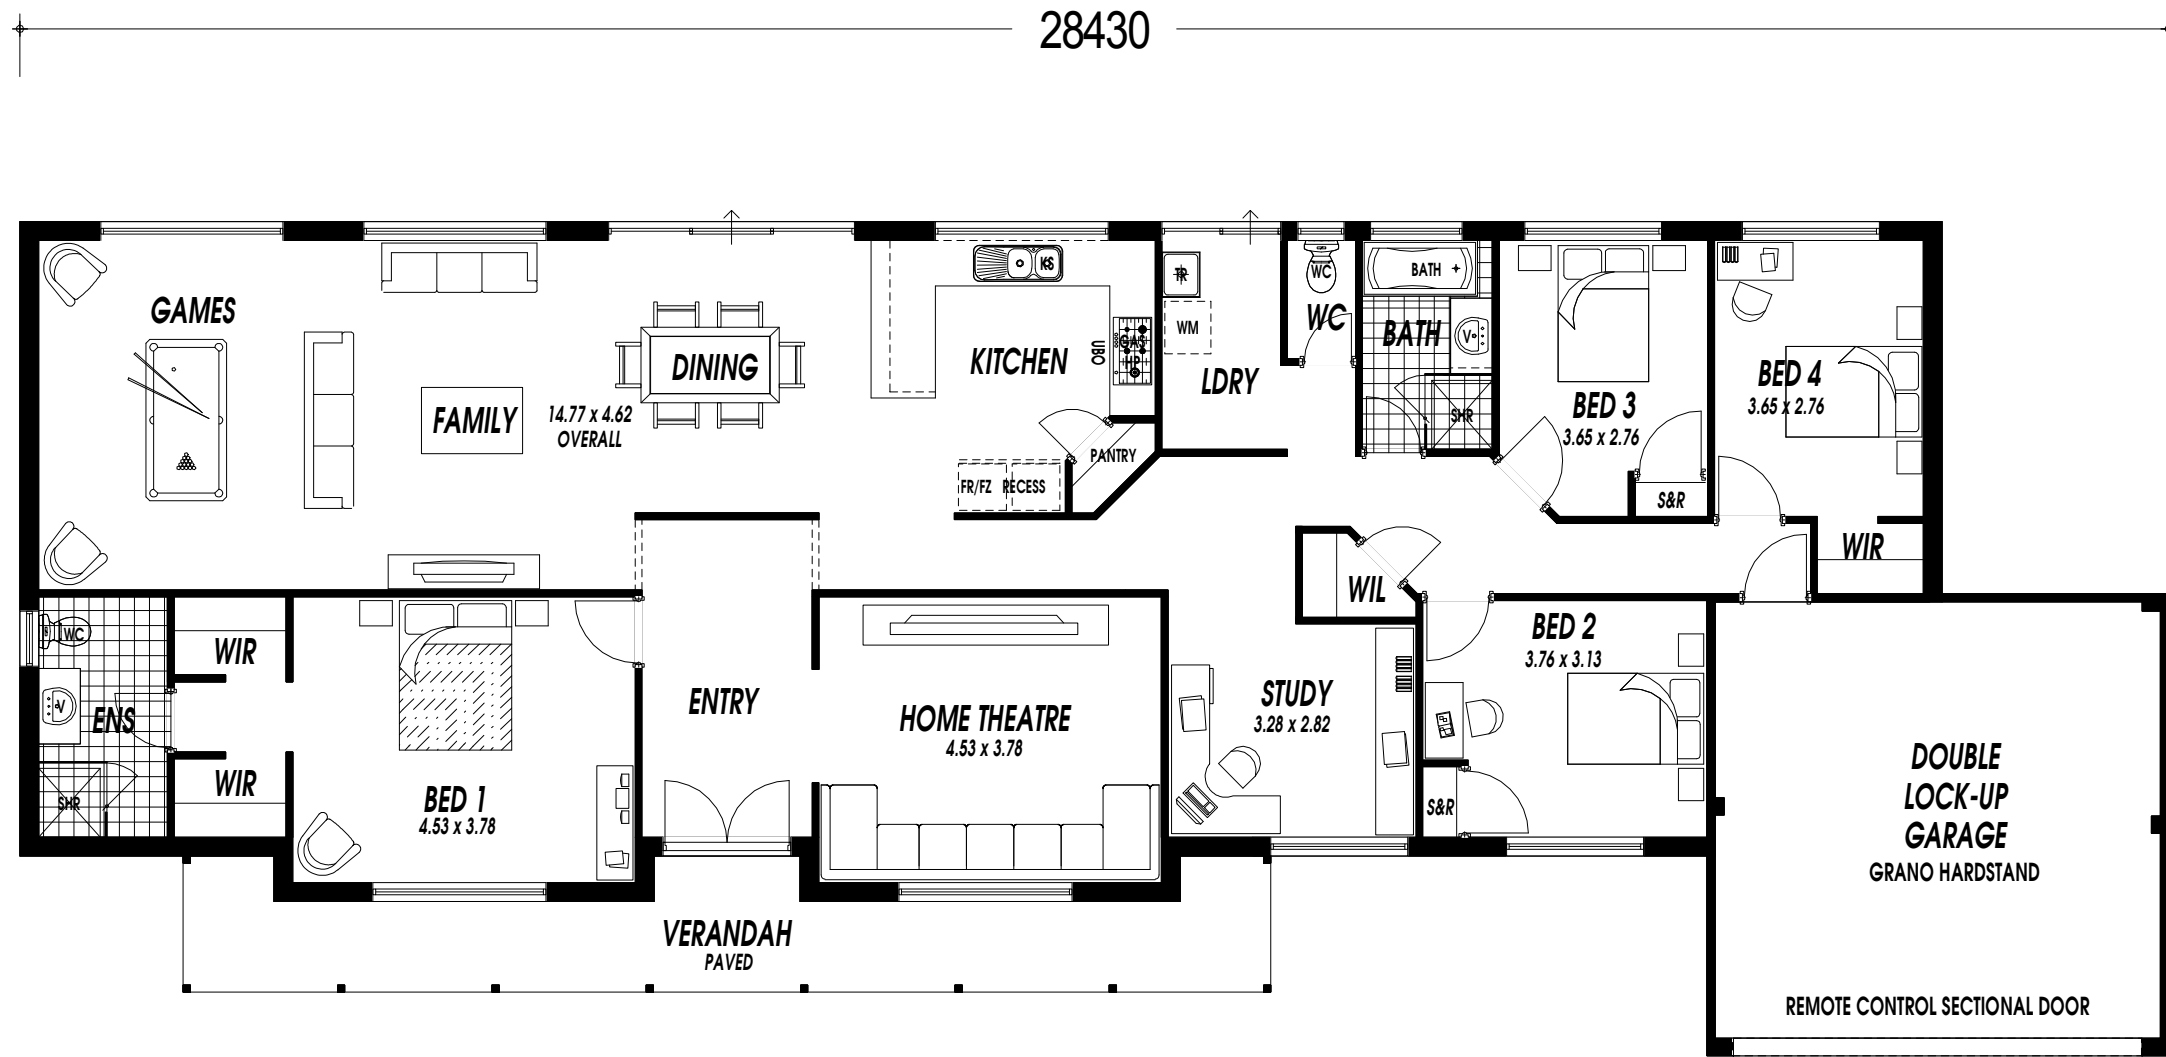 28430
GAMES
FAMILY
14.77 x 4.62
OVERALL
DINING
KITCHEN
KS
GAS
HP
UBO
PANTRY
FR/FZ RECESS
TR
WM
LDRY
WC
WC
BATH
BATH
V
SHR
BED 3
3.65 x 2.76
S&R
BED 4
3.65 x 2.76
WIR
WIL
WC
V
ENS
SHR
WIR
WIR
BED 1
4.53 x 3.78
ENTRY
HOME THEATRE
4.53 x 3.78
STUDY
3.28 x 2.82
BED 2
3.76 x 3.13
S&R
DOUBLE
LOCK-UP
GARAGE
GRANO HARDSTAND
REMOTE CONTROL SECTIONAL DOOR
VERANDAH
PAVED